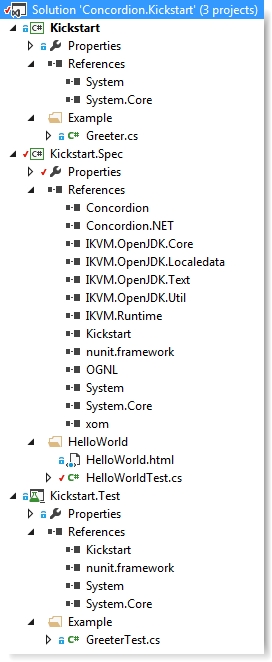 Solution 'Concordion.Kickstart' (3 projects)
C# Kickstart
Properties
References
System
System.Core
Example
C# Greeter.cs
C# Kickstart.Spec
Properties
References
Concordion
Concordion.NET
IKVM.OpenJDK.Core
IKVM.OpenJDK.Localedata
IKVM.OpenJDK.Text
IKVM.OpenJDK.Util
IKVM.Runtime
Kickstart
nunit.framework
OGNL
System
System.Core
xom
HelloWorld
HelloWorld.html
C# HelloWorldTest.cs
Kickstart.Test
Properties
References
Kickstart
nunit.framework
System
System.Core
Example
C# GreeterTest.cs